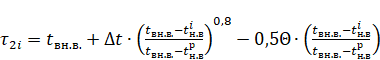 τ₂ᵢ = tвн.в. + Δt · ((tвн.в.−tⁱн.в)/(tвн.в.−tᵖн.в))^0,8 − 0,5Θ · ((tвн.в.−tⁱн.в)/(tвн.в.−tᵖн.в))